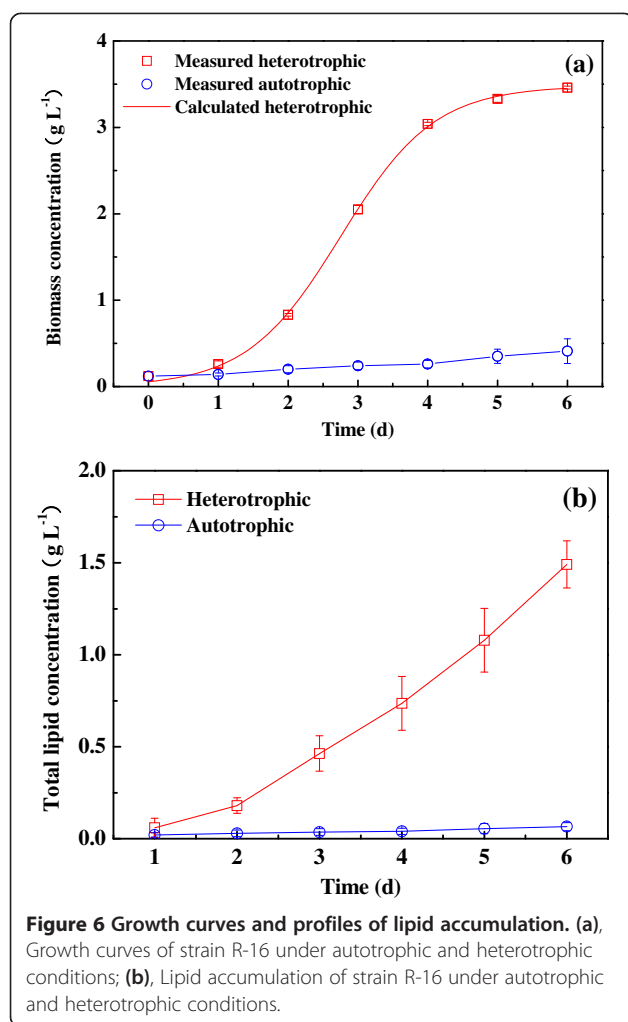 4
3
2
1
0
Biomass concentration (g L⁻¹)
Measured heterotrophic
Measured autotrophic
Calculated heterotrophic
(a)
0 1 2 3 4 5 6
Time (d)
2.0
1.5
1.0
0.5
0.0
Total lipid concentration (g L⁻¹)
Heterotrophic
Autotrophic
(b)
1 2 3 4 5 6
Time (d)
Figure 6 Growth curves and profiles of lipid accumulation. (a),
Growth curves of strain R-16 under autotrophic and heterotrophic
conditions; (b), Lipid accumulation of strain R-16 under autotrophic
and heterotrophic conditions.